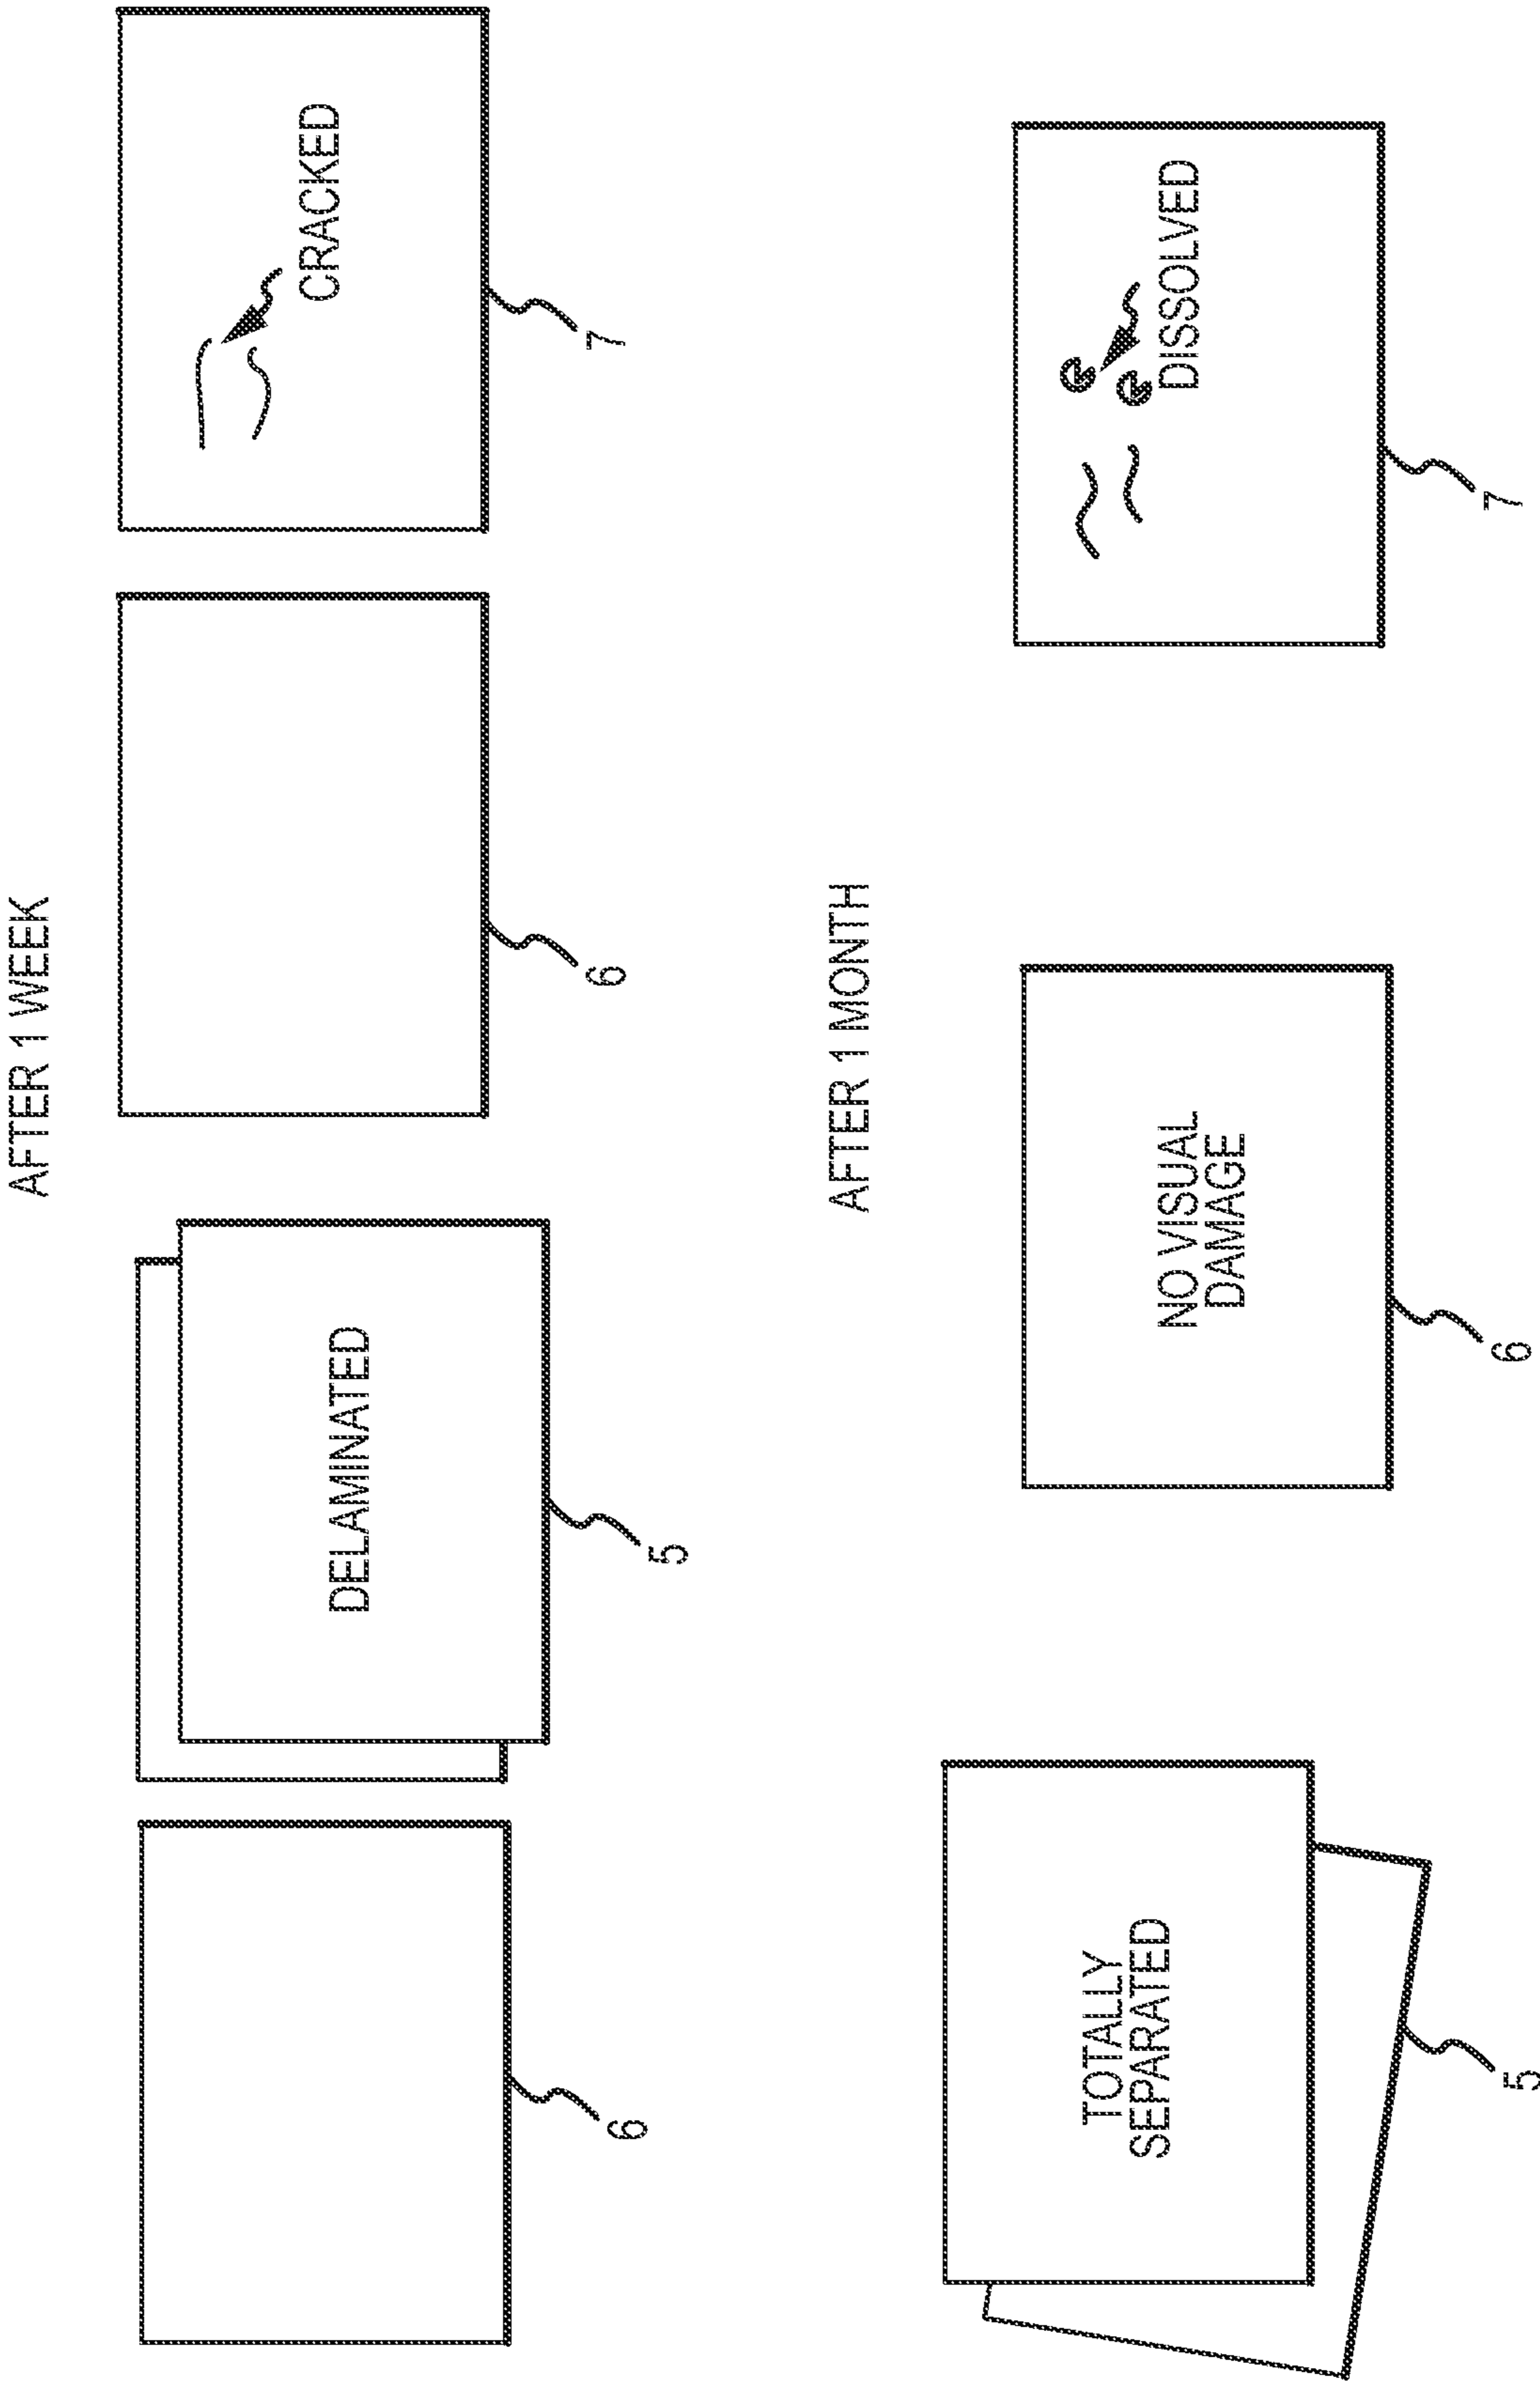 AFTER 1 WEEK
DELAMINATED
CRACKED
6
5
6
7
AFTER 1 MONTH
TOTALLY
SEPARATED
NO VISUAL
DAMAGE
DISSOLVED
5
6
7